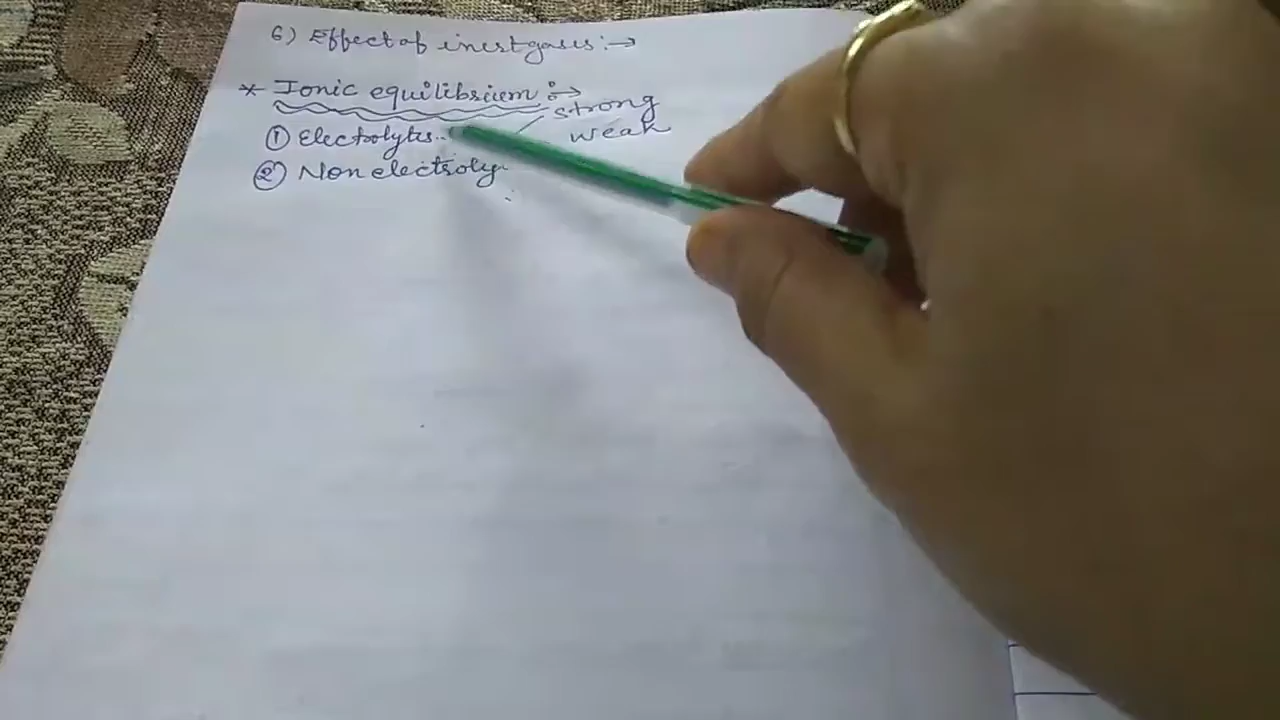 6) Effect of inert gases :→
* Ionic equilibrium :→
strong
① Electrolytes
weak
② Non electroly